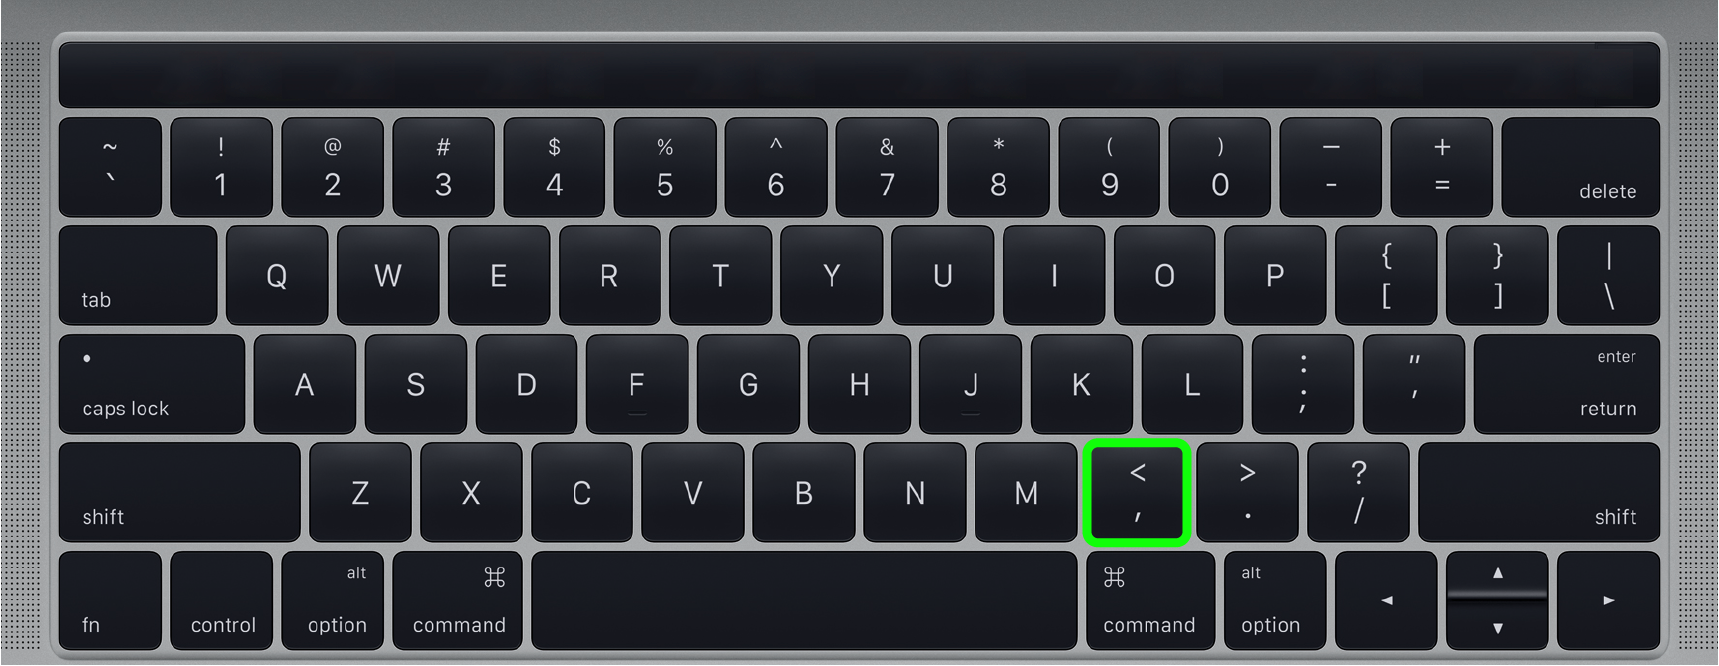 ~ ! @ # $ % ^ & * ( ) — +
` 1 2 3 4 5 6 7 8 9 0 - = delete
tab Q W E R T Y U I O P { [ } ] | \
• caps lock A S D F G H J K L : ; " ' enter return
shift Z X C V B N M < , > . ? / shift
fn control alt option ⌘ command ⌘ command alt option ◄ ▲ ▼ ►